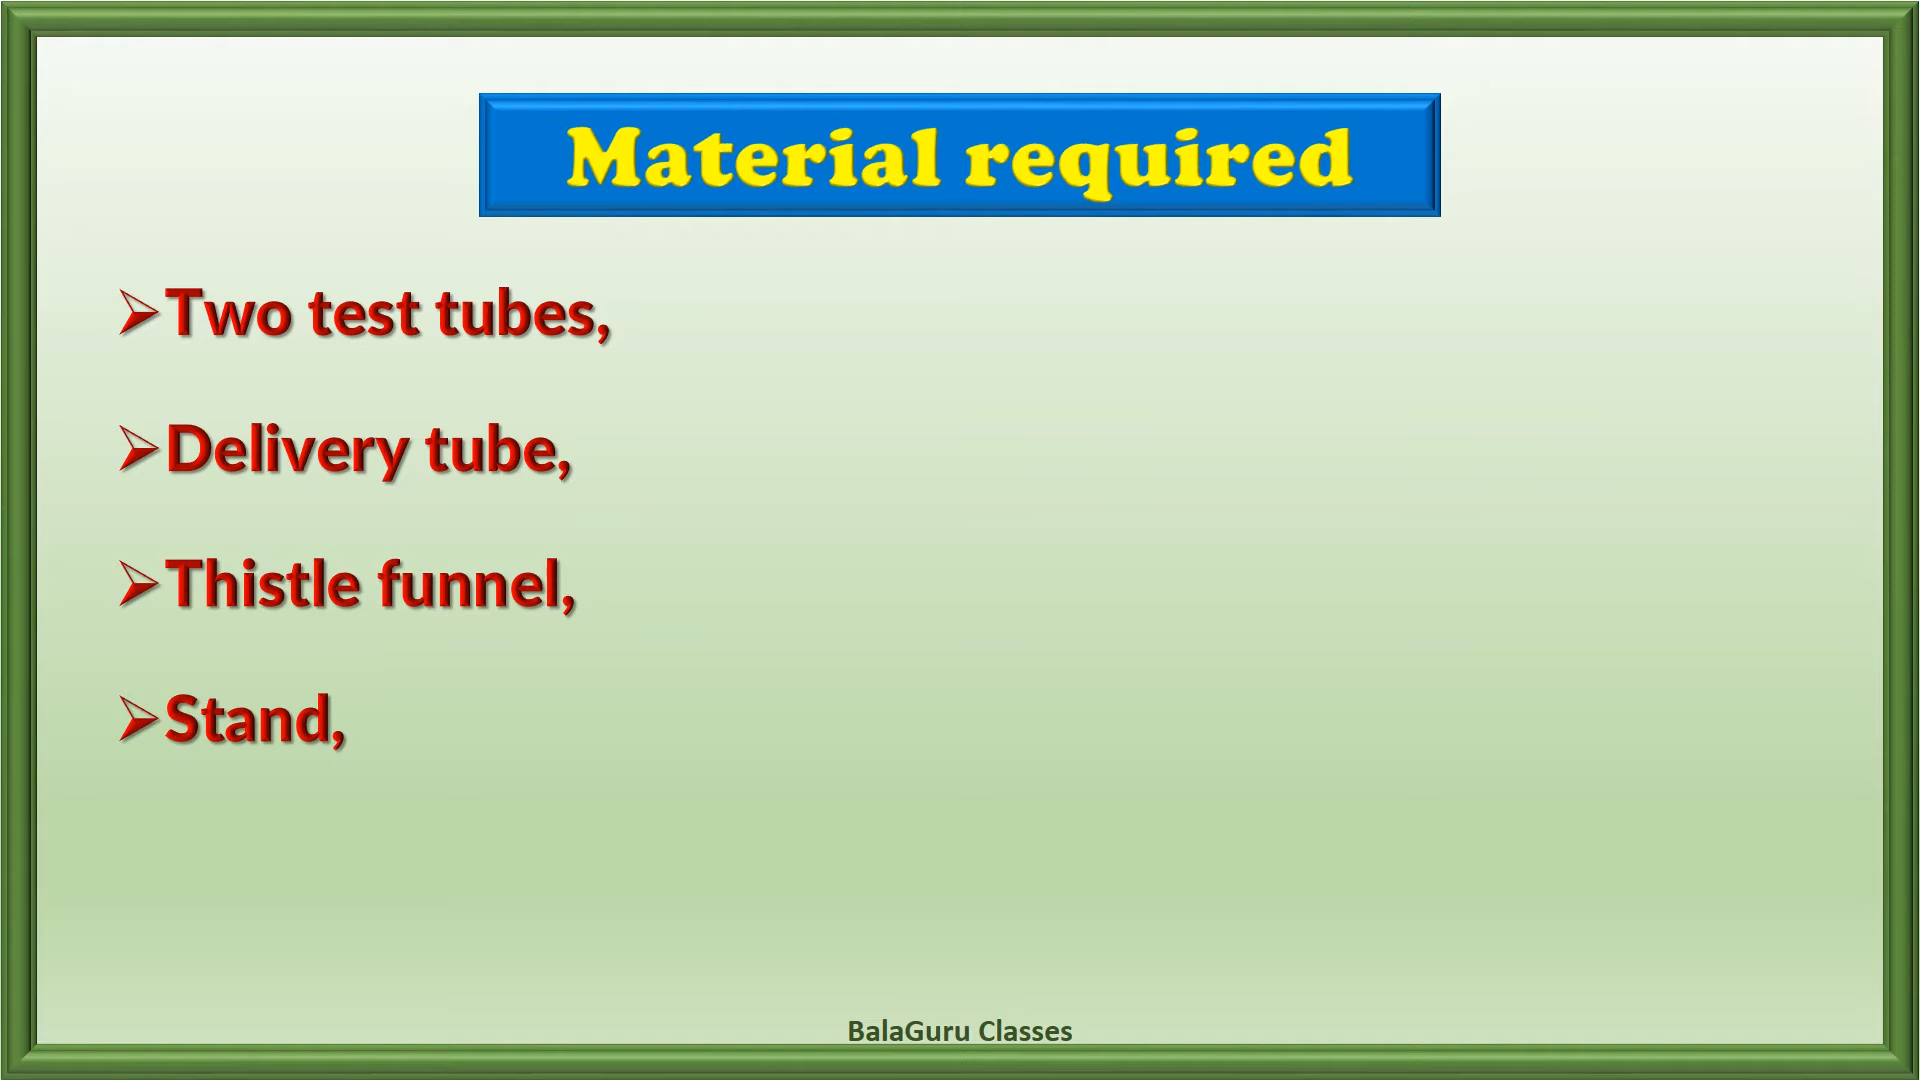 Material required
➢Two test tubes,
➢Delivery tube,
➢Thistle funnel,
➢Stand,
BalaGuru Classes